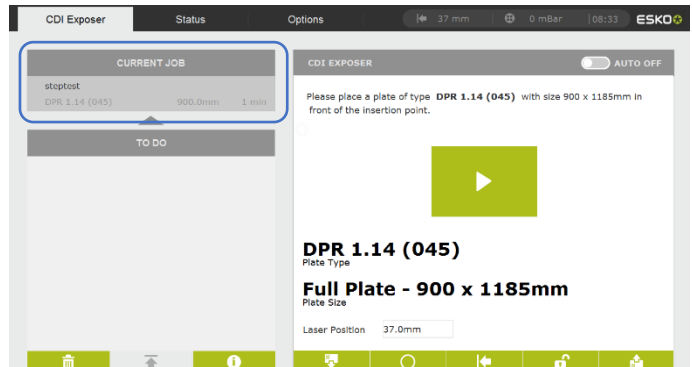 CDI Exposer
Status
Options
37 mm
0 mBar
08:33
ESKO
CURRENT JOB
steptest
DPR 1.14 (045) 900.0mm 1 min
TO DO
CDI EXPOSER
AUTO OFF
Please place a plate of type DPR 1.14 (045) with size 900 x 1185mm in
front of the insertion point.
DPR 1.14 (045)
Plate Type
Full Plate - 900 x 1185mm
Plate Size
Laser Position 37.0mm